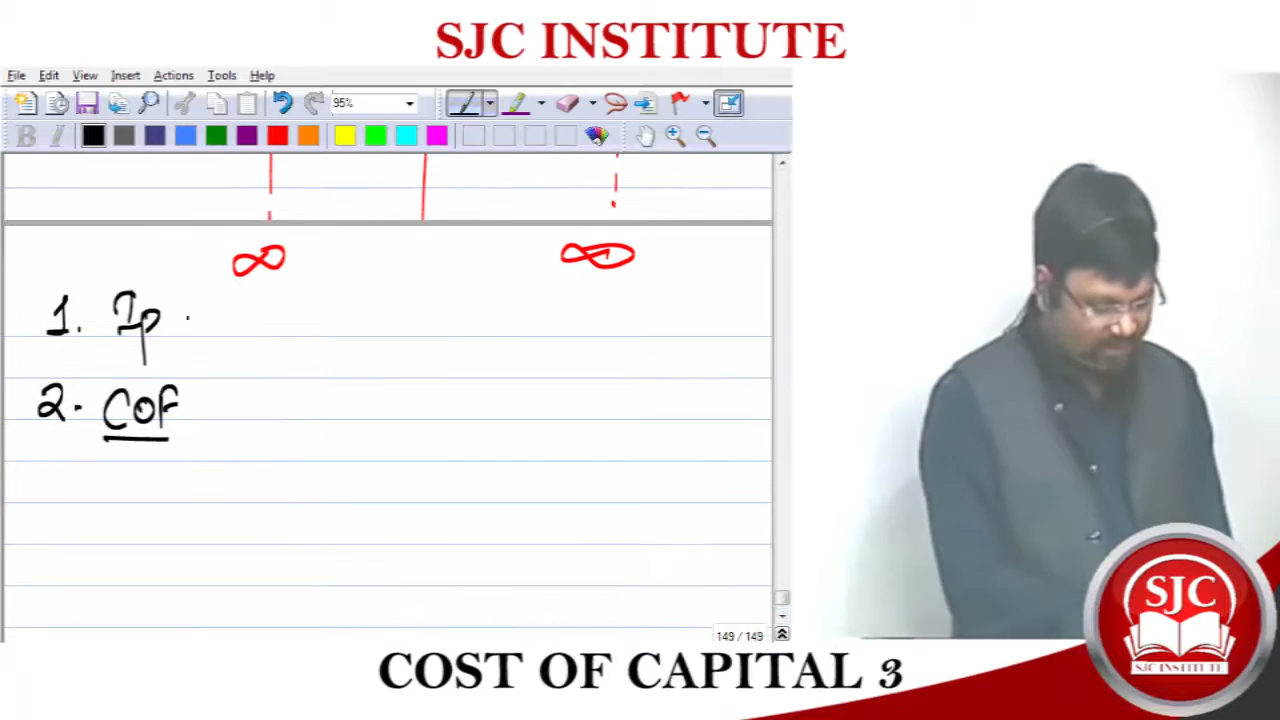 SJC INSTITUTE
File Edit View Insert Actions Tools Help
95%
B I
∞ ∞
1. Ip
2. COF
149 / 149
SJC
SJC INSTITUTE
COST OF CAPITAL 3